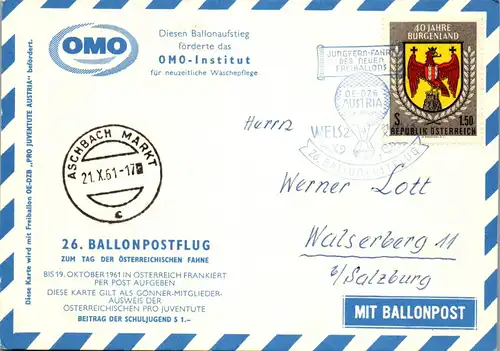 Diese Karte wird mit Freiballon OE-DZB „PRO JUVENTUTE AUSTRIA" befördert.
OMO
Diesen Ballonaufstieg
förderte das
OMO-Institut
für neuzeitliche Wäschepflege
JUNGFERN-FAHRT
DES NEUEN
FREIBALLONS
OE-DZB
AUSTRIA
WELS 2
26. BALLONPOSTFLUG
40 JAHRE
BURGENLAND
S
1.50
REPUBLIK ÖSTERREICH
ASCHBACH MARKT
21.X.61-17
c
Herrn
Werner Lott
Walserberg 11
b/Salzburg
26. BALLONPOSTFLUG
ZUM TAG DER ÖSTERREICHISCHEN FAHNE
BIS 19. OKTOBER 1961 IN ÖSTERREICH FRANKIERT
PER POST AUFGEBEN
DIESE KARTE GILT ALS GÖNNER-MITGLIEDER-
AUSWEIS DER
ÖSTERREICHISCHEN PRO JUVENTUTE
BEITRAG DER SCHULJUGEND S 1.–
MIT BALLONPOST